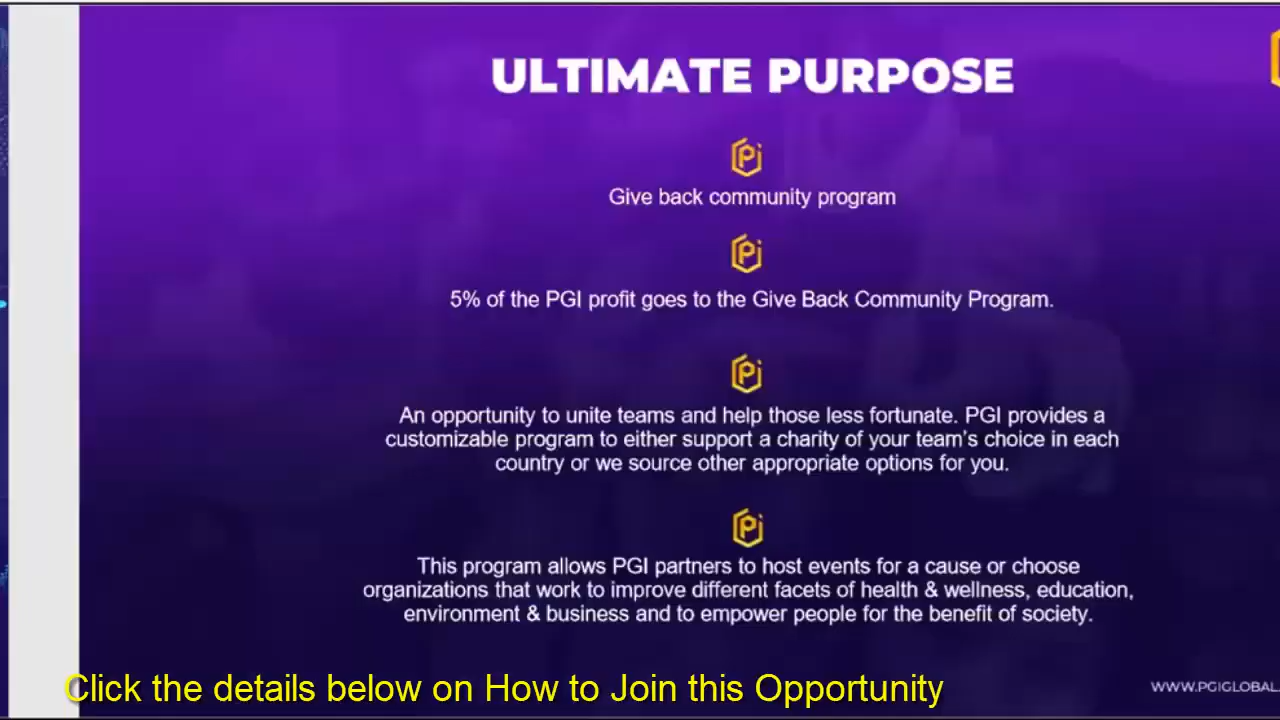 ULTIMATE PURPOSE
Give back community program
5% of the PGI profit goes to the Give Back Community Program.
An opportunity to unite teams and help those less fortunate. PGI provides a
customizable program to either support a charity of your team's choice in each
country or we source other appropriate options for you.
This program allows PGI partners to host events for a cause or choose
organizations that work to improve different facets of health & wellness, education,
environment & business and to empower people for the benefit of society.
Click the details below on How to Join this Opportunity
WWW.PGIGLOBAL.